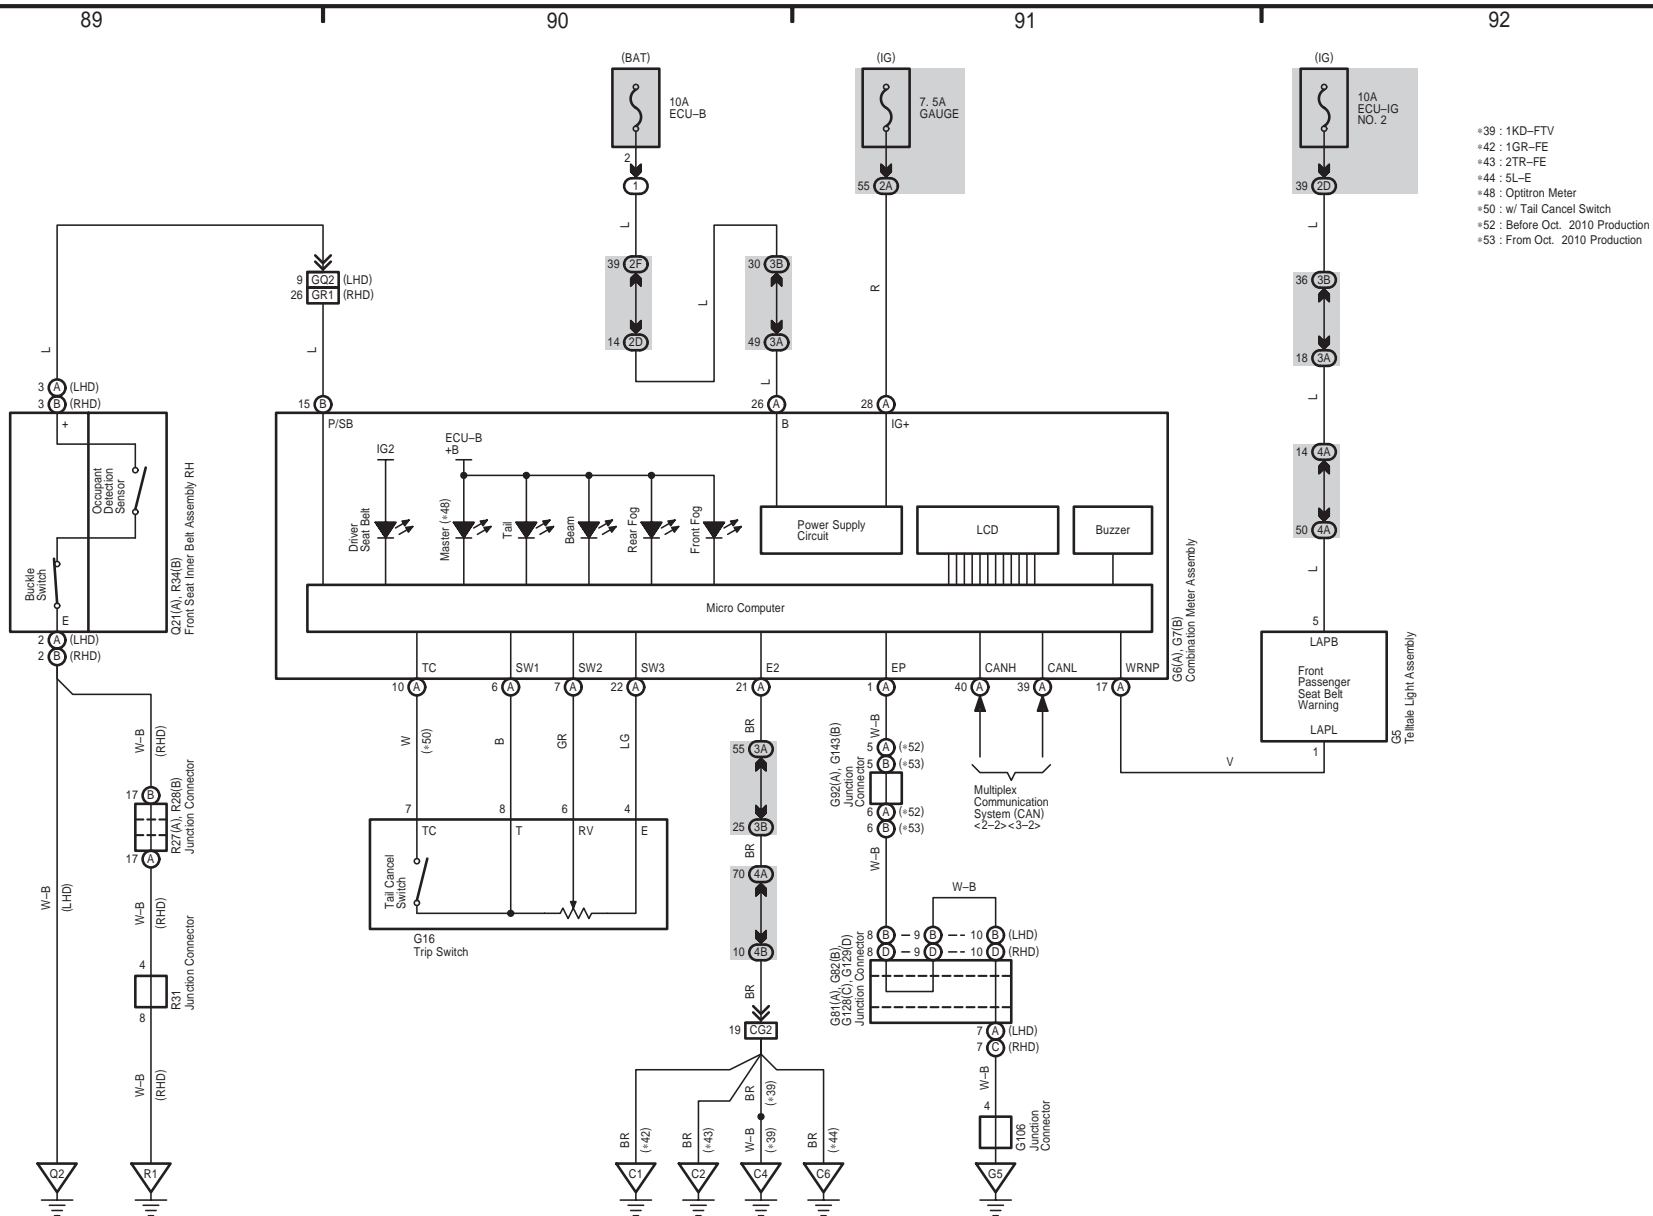 89
90
91
92
(BAT)
10A
ECU–B
2
1
(IG)
7. 5A
GAUGE
55 2A
(IG)
10A
ECU–IG
NO. 2
39 2D
∗39 : 1KD–FTV
∗42 : 1GR–FE
∗43 : 2TR–FE
∗44 : 5L–E
∗48 : Optitron Meter
∗50 : w/ Tail Cancel Switch
∗52 : Before Oct. 2010 Production
∗53 : From Oct. 2010 Production
L
L
39 2F
30 3B
36 3B
9 GQ2 (LHD)
26 GR1 (RHD)
R
L
14 2D
49 3A
18 3A
L
L
L
L
3 A (LHD)
3 B (RHD)
15 B
26 A
28 A
14 4A
50 4A
L
+
Occupant
Detection
Sensor
Buckle
Switch
E
Q21(A), R34(B)
Front Seat Inner Belt Assembly RH
2 A (LHD)
2 B (RHD)
P/SB
B
IG+
IG2
ECU–B
+B
Driver
Seat Belt
Master (∗48)
Tail
Beam
Rear Fog
Front Fog
Power Supply
Circuit
LCD
Buzzer
Micro Computer
G6(A), G7(B)
Combination Meter Assembly
TC
SW1
SW2
SW3
E2
EP
CANH
CANL
WRNP
10 A
6 A
7 A
22 A
21 A
1 A
40 A
39 A
17 A
5
LAPB
Front
Passenger
Seat Belt
Warning
LAPL
1
G5
Telltale Light Assembly
V
W–B
(RHD)
W
(∗50)
B
GR
LG
BR
W–B
55 3A
5 A (∗52)
5 B (∗53)
G92(A), G143(B)
Junction
Connector
6 A (∗52)
6 B (∗53)
Multiplex
Communication
System (CAN)
<2–2><3–2>
17 B
R27(A), R28(B)
Junction Connector
17 A
7
8
6
4
TC
T
RV
E
Tail Cancel
Switch
G16
Trip Switch
25 3B
BR
70 4A
10 4B
BR
19 CG2
W–B
W–B
8 B – 9 B –– 10 B (LHD)
8 D – 9 D –– 10 D (RHD)
G81(A), G82(B),
G128(C), G129(D)
Junction Connector
7 A (LHD)
7 C (RHD)
W–B
(LHD)
W–B
(RHD)
4
R31
Junction Connector
8
W–B
(RHD)
W–B
4
G106
Junction
Connector
BR
(∗39)
BR
(∗42)
BR
(∗43)
W–B
(∗39)
BR
(∗44)
Q2
R1
C1
C2
C4
C6
G5